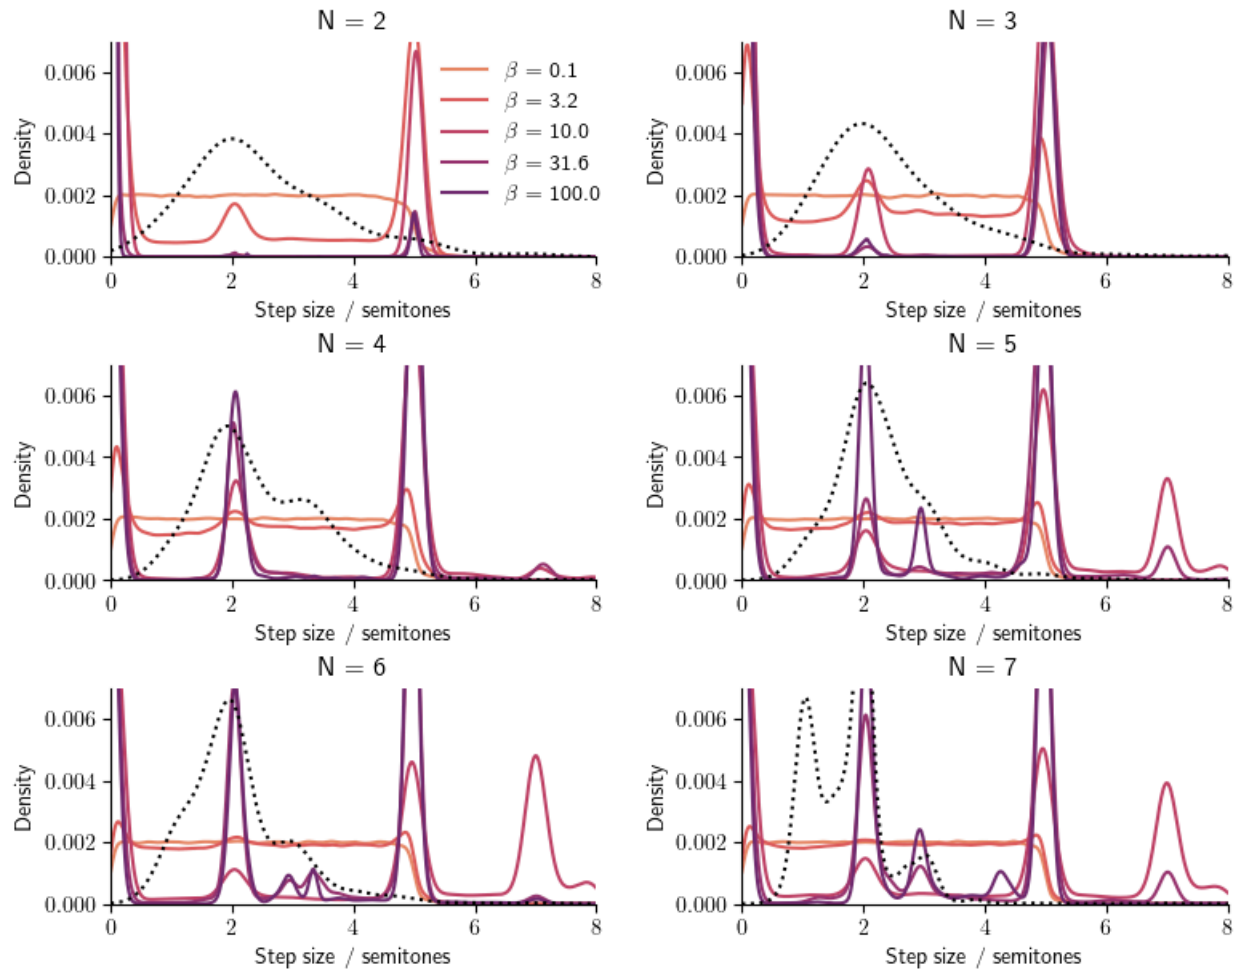 N = 2
0.006
0.004
0.002
0.000
Density
0 2 4 6 8
Step size / semitones
β = 0.1
β = 3.2
β = 10.0
β = 31.6
β = 100.0
N = 3
0.006
0.004
0.002
0.000
Density
0 2 4 6 8
Step size / semitones
N = 4
0.006
0.004
0.002
0.000
Density
0 2 4 6 8
Step size / semitones
N = 5
0.006
0.004
0.002
0.000
Density
0 2 4 6 8
Step size / semitones
N = 6
0.006
0.004
0.002
0.000
Density
0 2 4 6 8
Step size / semitones
N = 7
0.006
0.004
0.002
0.000
Density
0 2 4 6 8
Step size / semitones